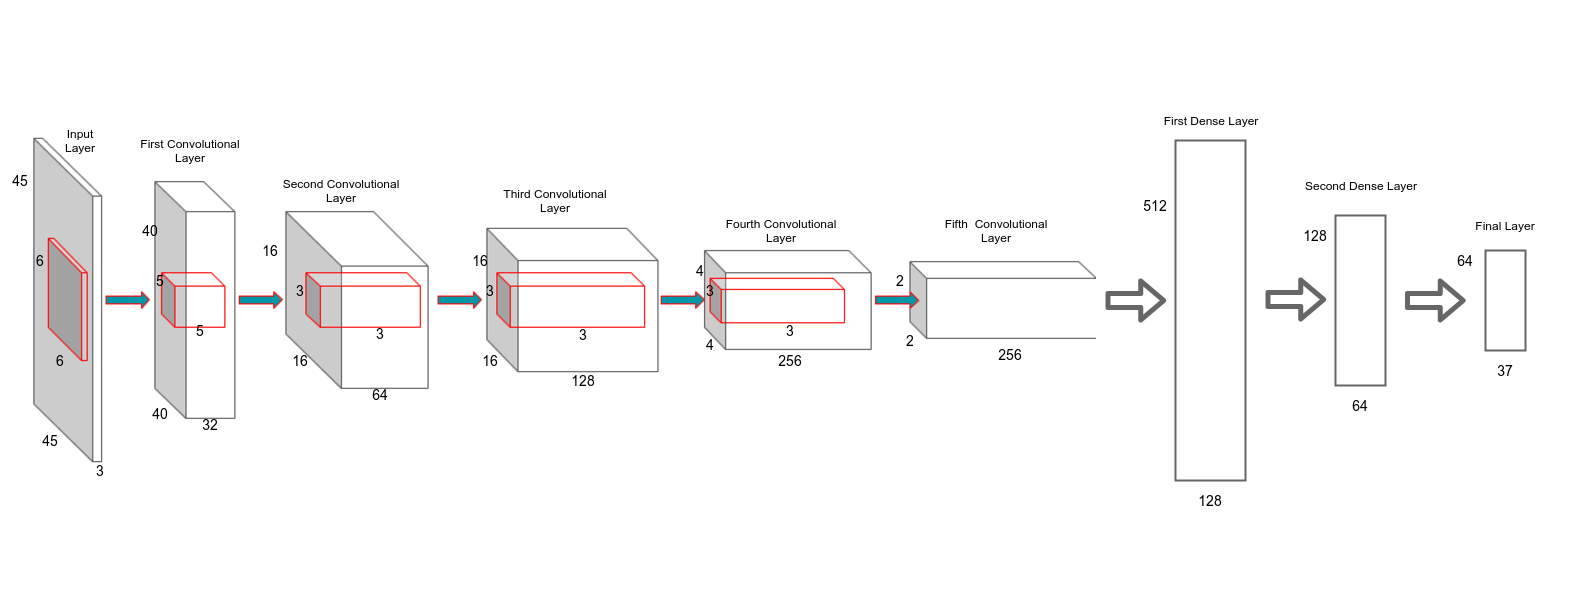 Input
Layer
45
6
6
45
3
First Convolutional
Layer
40
5
5
40
32
Second Convolutional
Layer
16
3
3
16
64
Third Convolutional
Layer
16
3
3
16
128
Fourth Convolutional
Layer
4
3
3
4
256
Fifth Convolutional
Layer
2
2
256
First Dense Layer
512
128
Second Dense Layer
128
64
Final Layer
64
37